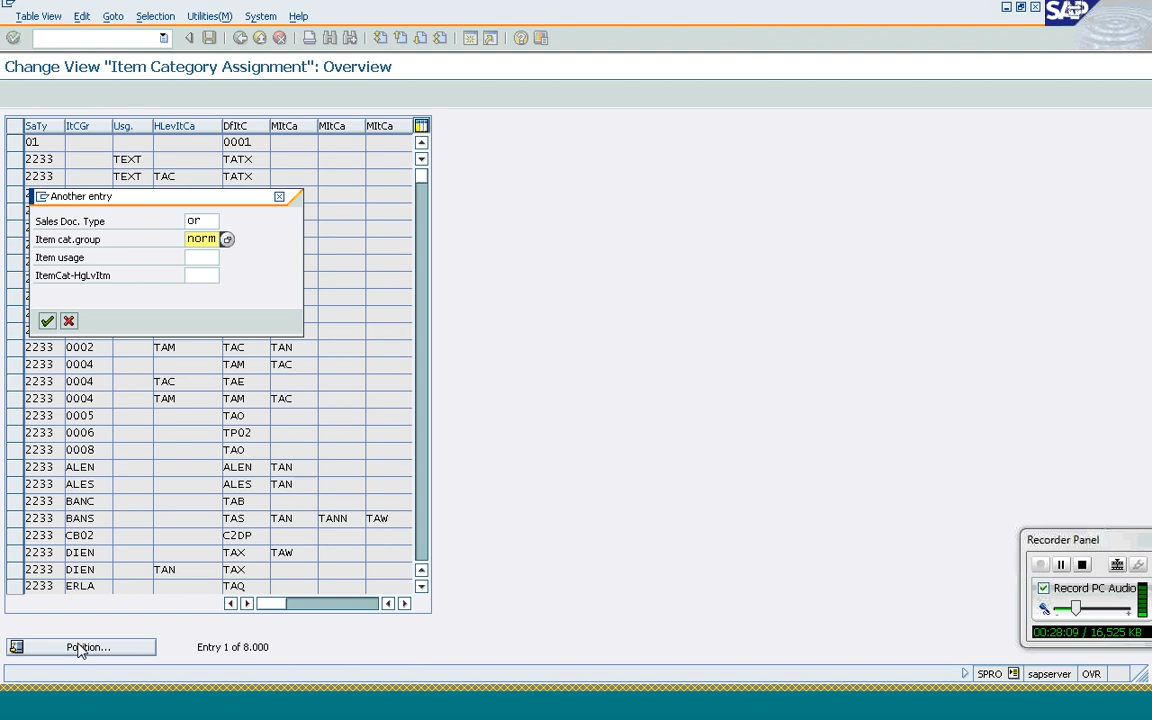 Table View Edit Goto Selection Utilities(M) System Help
SAP
Change View "Item Category Assignment": Overview
SaTy ItCGr Usg. HLevItCa DfItC MItCa MItCa MItCa
01 0001
2233 TEXT TATX
2233 TEXT TAC TATX
Another entry
Sales Doc. Type or
Item cat.group norm
Item usage
ItemCat-HgLvItm
2233 0002 TAM TAC TAN
2233 0004 TAM TAC
2233 0004 TAC TAE
2233 0004 TAM TAM TAC
2233 0005 TAO
2233 0006 TP02
2233 0008 TAO
2233 ALEN ALEN TAN
2233 ALES ALES TAN
2233 BANC TAB
2233 BANS TAS TAN TANN TAW
2233 CB02 C2DP
2233 DIEN TAX TAW
2233 DIEN TAN TAX
2233 ERLA TAQ
Position... Entry 1 of 8.000
Recorder Panel
Record PC Audio
00:28:09 / 16,525 KB
SPRO sapserver OVR